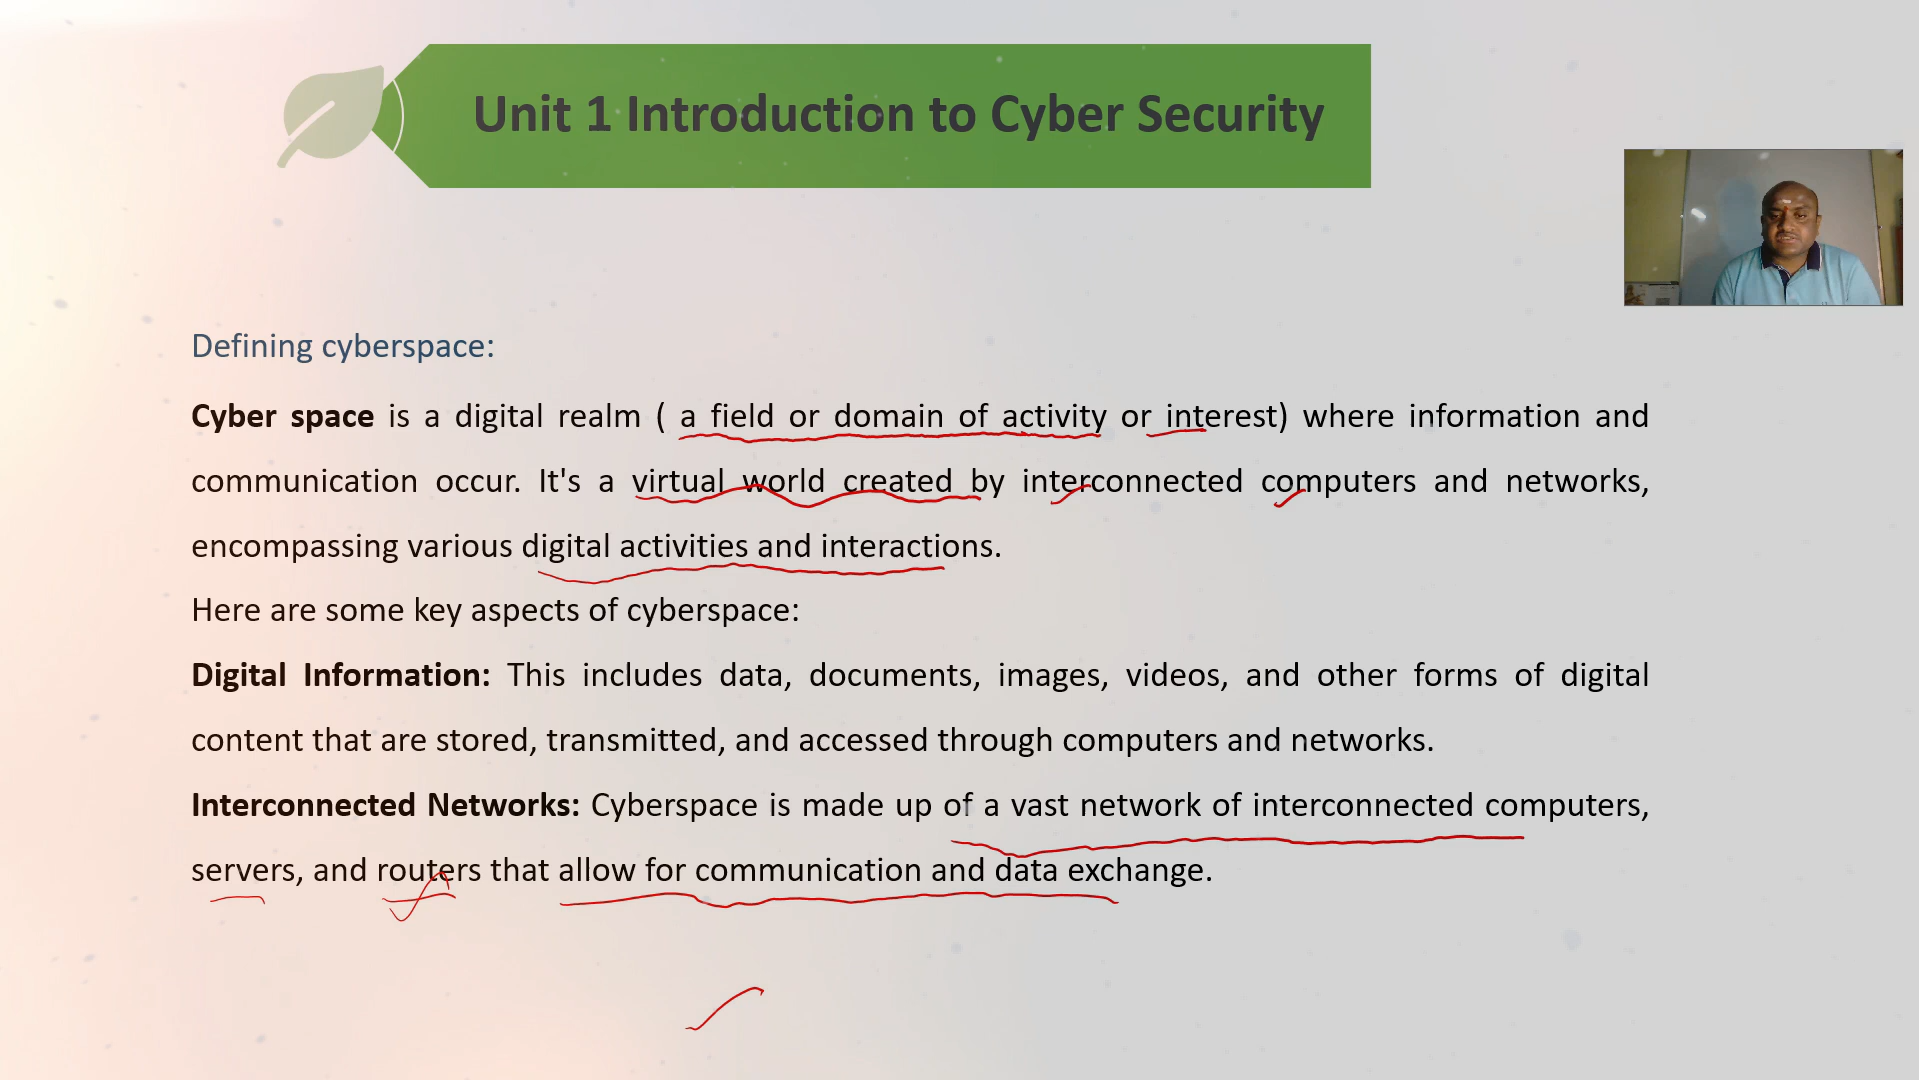 Unit 1 Introduction to Cyber Security
Defining cyberspace:
Cyber space is a digital realm ( a field or domain of activity or interest) where information and
communication occur. It's a virtual world created by interconnected computers and networks,
encompassing various digital activities and interactions.
Here are some key aspects of cyberspace:
Digital Information: This includes data, documents, images, videos, and other forms of digital
content that are stored, transmitted, and accessed through computers and networks.
Interconnected Networks: Cyberspace is made up of a vast network of interconnected computers,
servers, and routers that allow for communication and data exchange.